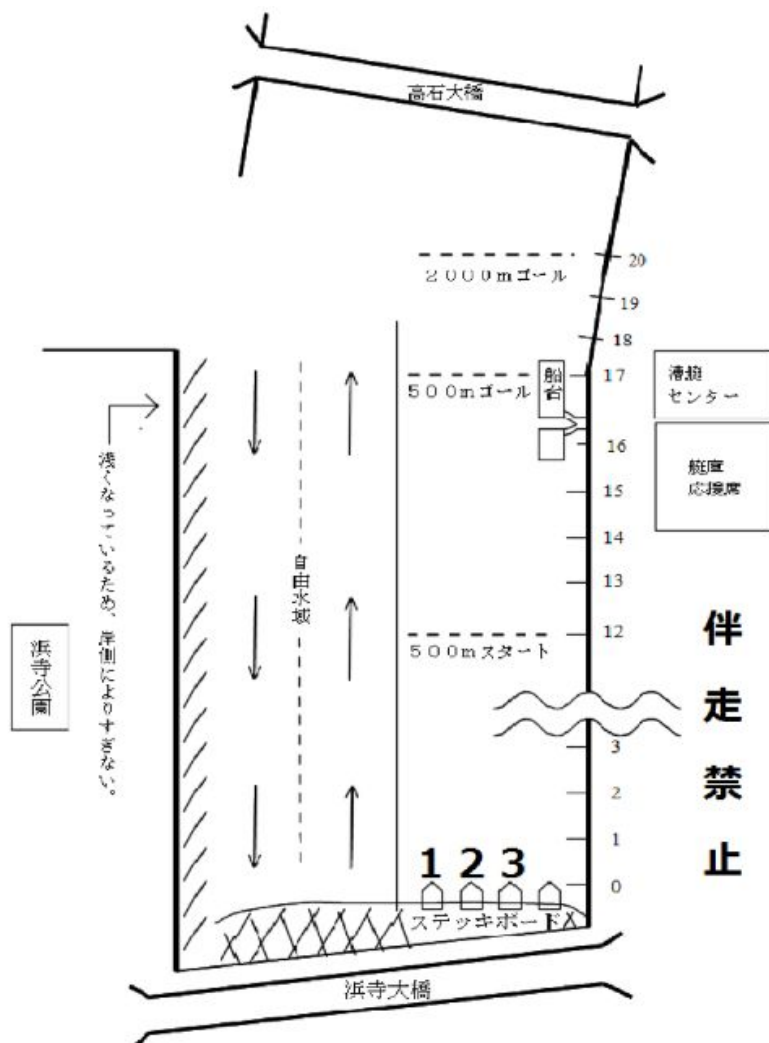 高石大橋
20
2000mゴール
19
18
17
500mゴール
船台
漕艇
センター
16
艇庫
応援席
15
14
13
12
500mスタート
自由水域
浅くなっているため、岸側によりすぎない。
浜寺公園
伴走禁止
3
2
1
0
1 2 3
ステッキボード
浜寺大橋